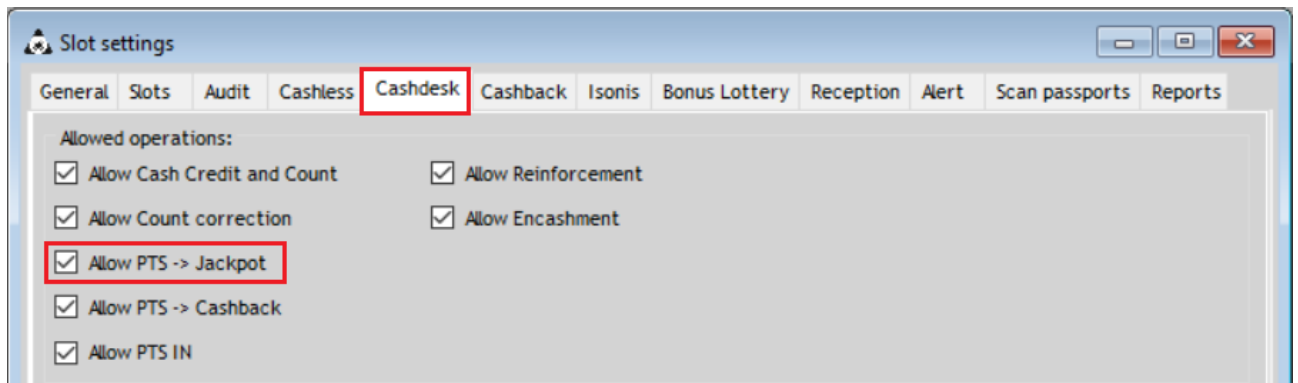 Slot settings
General Slots Audit Cashless Cashdesk Cashback Isonis Bonus Lottery Reception Alert Scan passports Reports
Allowed operations:
Allow Cash Credit and Count Allow Reinforcement
Allow Count correction Allow Encashment
Allow PTS -> Jackpot
Allow PTS -> Cashback
Allow PTS IN